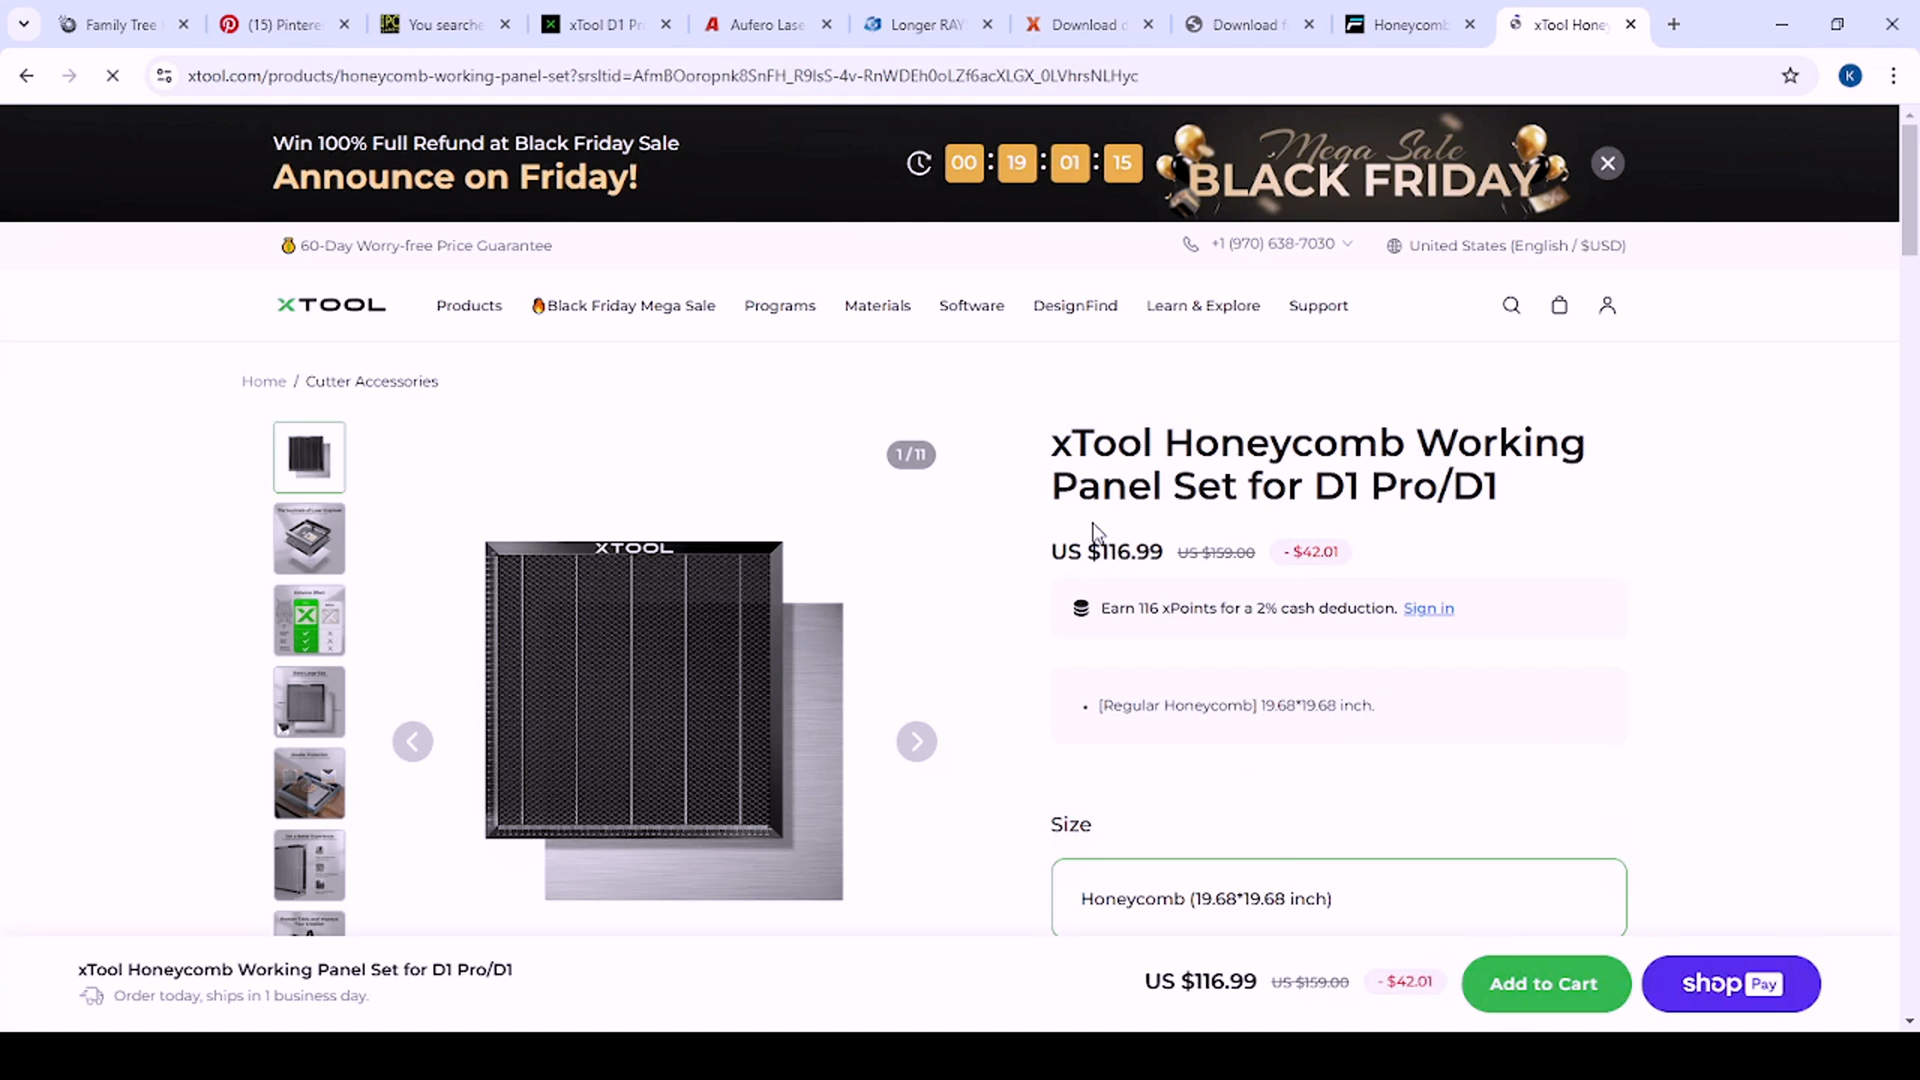 Family Tree
(15) Pintere
You searche
xTool D1 Pr
Aufero Lase
Longer RAY
Download
Download f
Honeycomb
xTool Hone
xtool.com/products/honeycomb-working-panel-set?srsltid=AfmBOoropnk8SnFH_R9IsS-4v-RnWDEh0oLZf6acXLGX_0LVhrsNLHyc
K
Win 100% Full Refund at Black Friday Sale
Announce on Friday!
00 : 19 : 01 : 15
Mega Sale
BLACK FRIDAY
60-Day Worry-free Price Guarantee
+1 (970) 638-7030
United States (English / $USD)
XTOOL
Products
Black Friday Mega Sale
Programs
Materials
Software
DesignFind
Learn & Explore
Support
Home / Cutter Accessories
1 / 11
XTOOL
xTool Honeycomb Working
Panel Set for D1 Pro/D1
US $116.99 US $159.00 - $42.01
Earn 116 xPoints for a 2% cash deduction. Sign in
• [Regular Honeycomb] 19.68*19.68 inch.
Size
Honeycomb (19.68*19.68 inch)
xTool Honeycomb Working Panel Set for D1 Pro/D1
Order today, ships in 1 business day.
US $116.99 US $159.00 - $42.01
Add to Cart
shop Pay